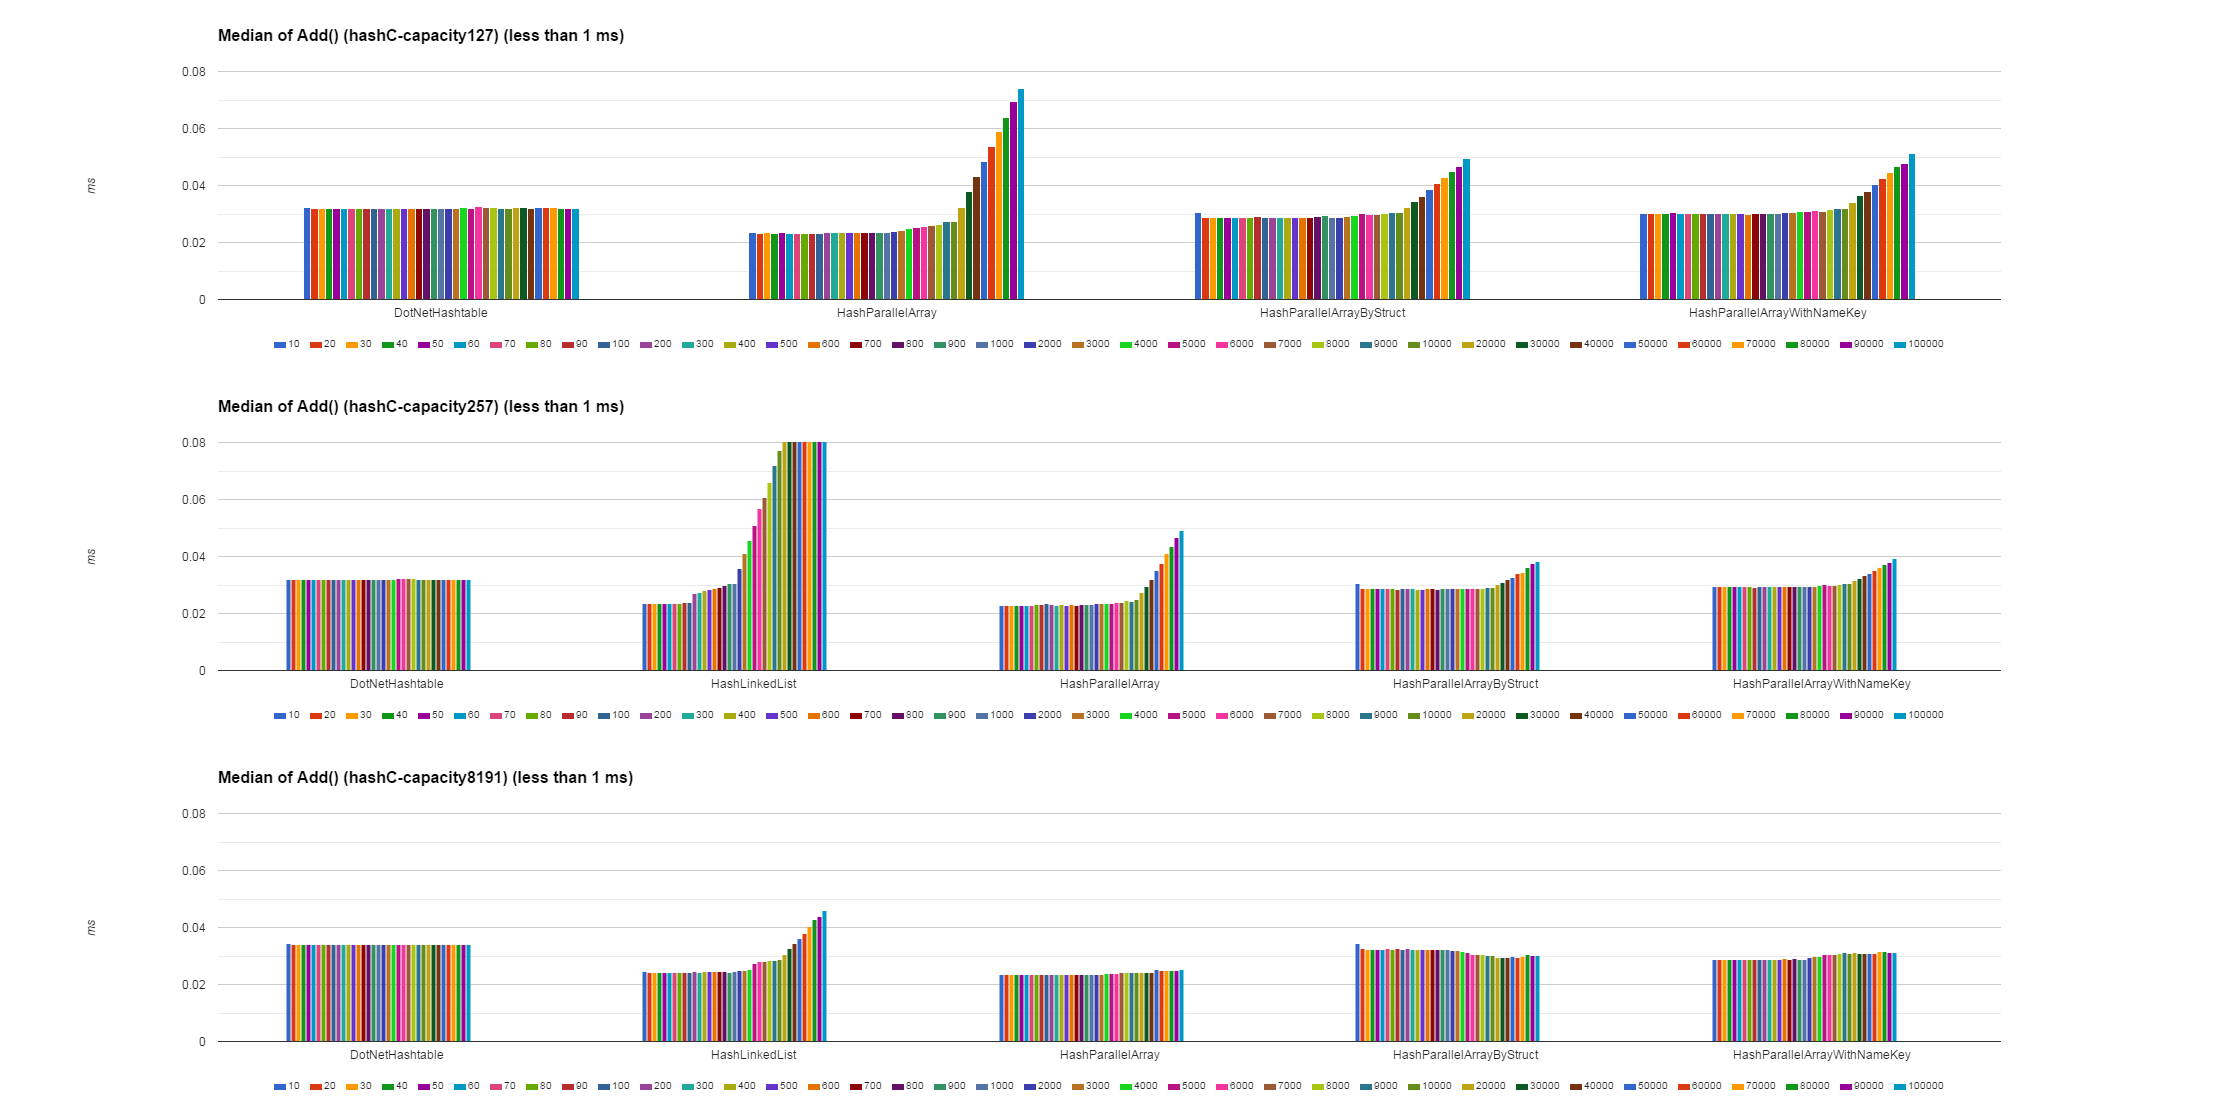 Median of Add() (hashC-capacity127) (less than 1 ms)
0.08
0.06
0.04
0.02
0
ms
DotNetHashtable HashParallelArray HashParallelArrayByStruct HashParallelArrayWithNameKey
10 20 30 40 50 60 70 80 90 100 200 300 400 500 600 700 800 900 1000 2000 3000 4000 5000 6000 7000 8000 9000 10000 20000 30000 40000 50000 60000 70000 80000 90000 100000
Median of Add() (hashC-capacity257) (less than 1 ms)
0.08
0.06
0.04
0.02
0
ms
DotNetHashtable HashLinkedList HashParallelArray HashParallelArrayByStruct HashParallelArrayWithNameKey
10 20 30 40 50 60 70 80 90 100 200 300 400 500 600 700 800 900 1000 2000 3000 4000 5000 6000 7000 8000 9000 10000 20000 30000 40000 50000 60000 70000 80000 90000 100000
Median of Add() (hashC-capacity8191) (less than 1 ms)
0.08
0.06
0.04
0.02
0
ms
DotNetHashtable HashLinkedList HashParallelArray HashParallelArrayByStruct HashParallelArrayWithNameKey
10 20 30 40 50 60 70 80 90 100 200 300 400 500 600 700 800 900 1000 2000 3000 4000 5000 6000 7000 8000 9000 10000 20000 30000 40000 50000 60000 70000 80000 90000 100000